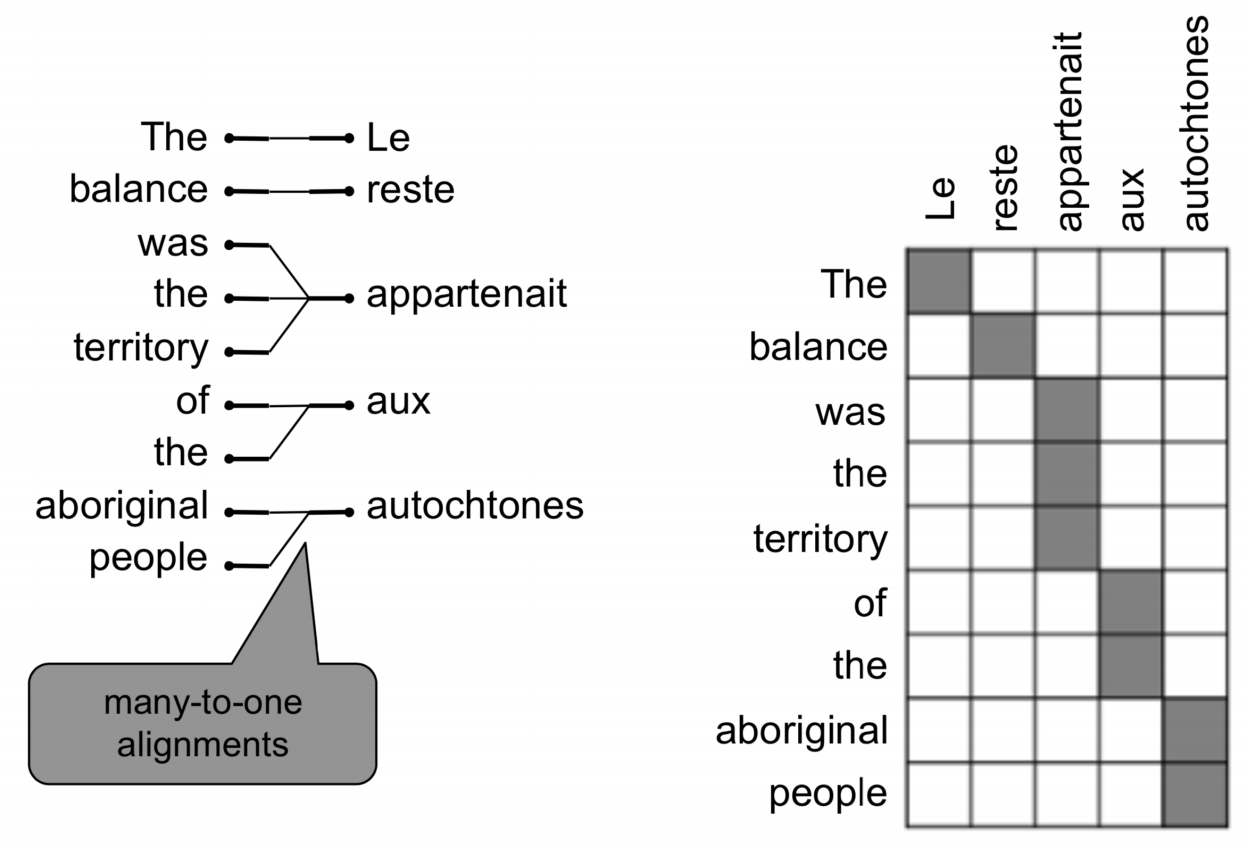 The Le
balance reste
was
the appartenait
territory
of aux
the
aboriginal autochtones
people
many-to-one
alignments
Le
reste
appartenait
aux
autochtones
The
balance
was
the
territory
of
the
aboriginal
people